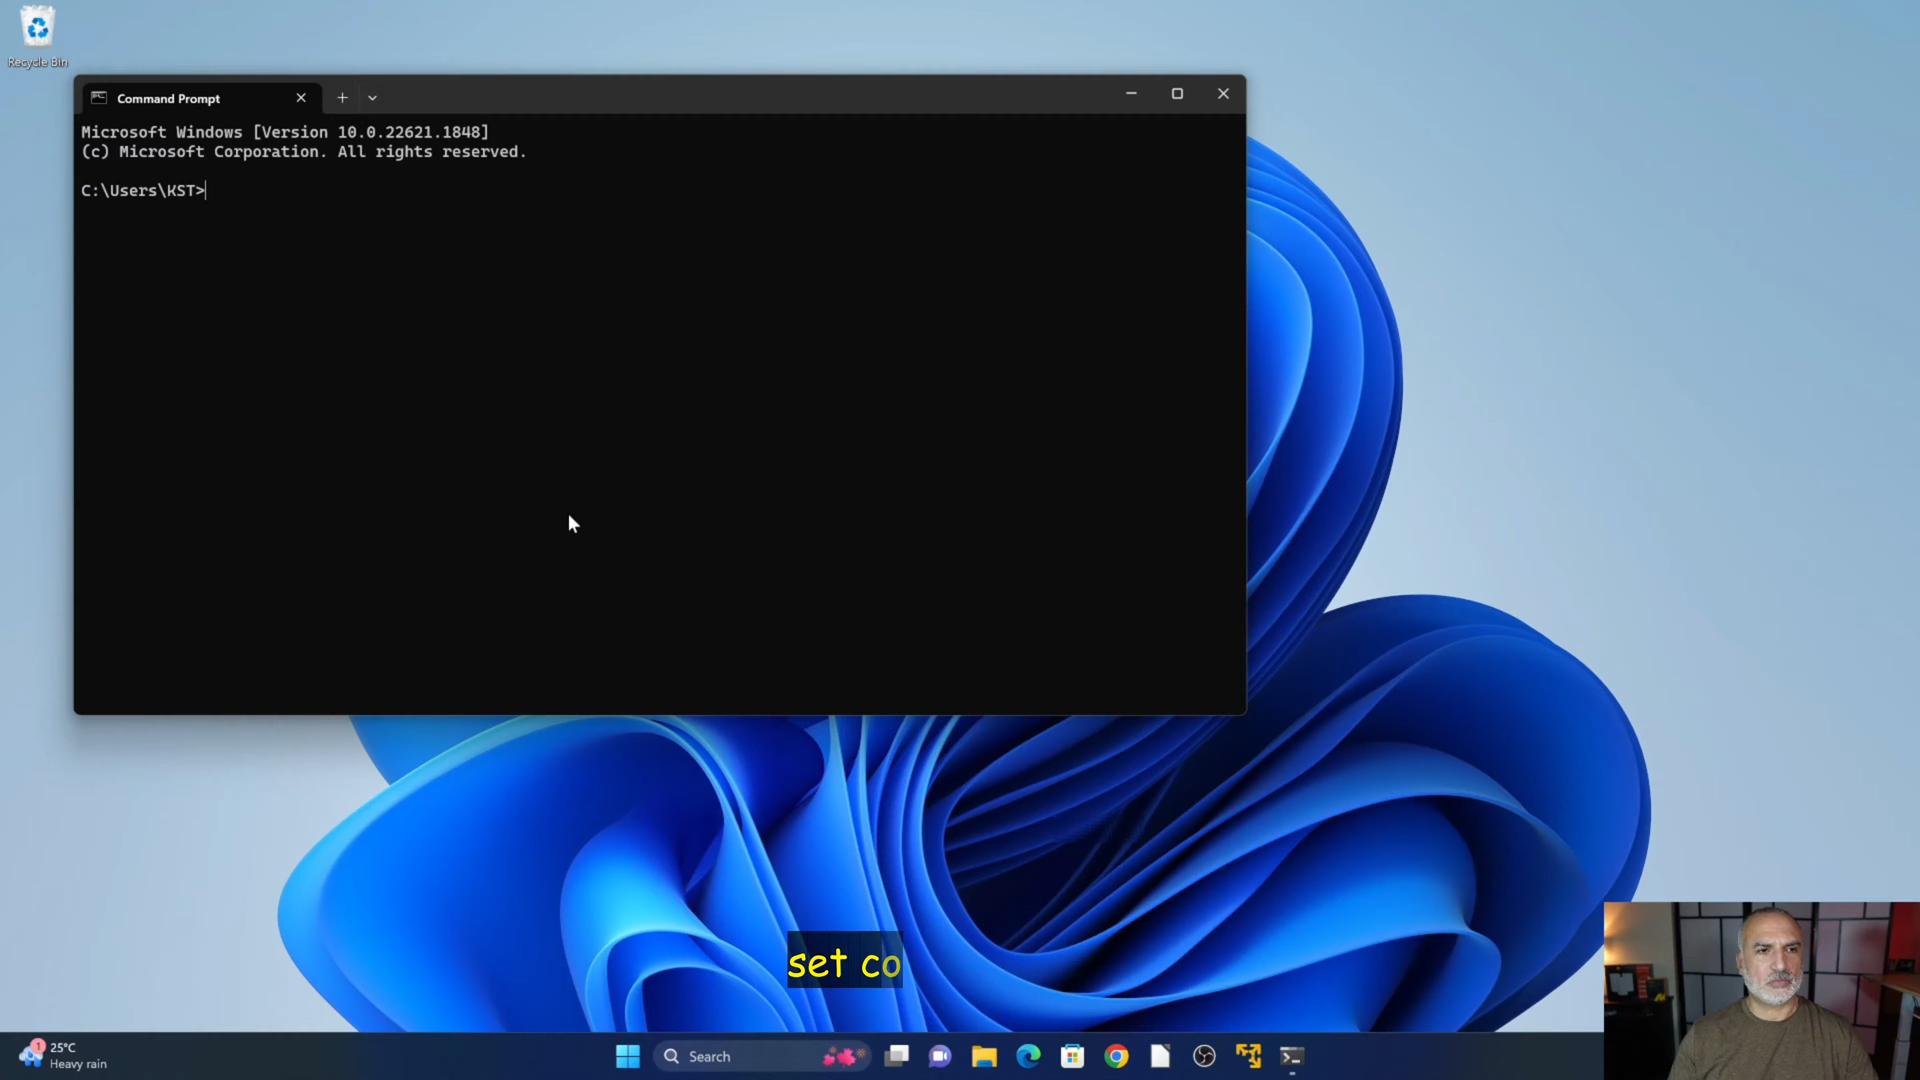 Recycle Bin
Command Prompt
Microsoft Windows [Version 10.0.22621.1848]
(c) Microsoft Corporation. All rights reserved.
C:\Users\KST>
set co
1
25°C
Heavy rain
Search